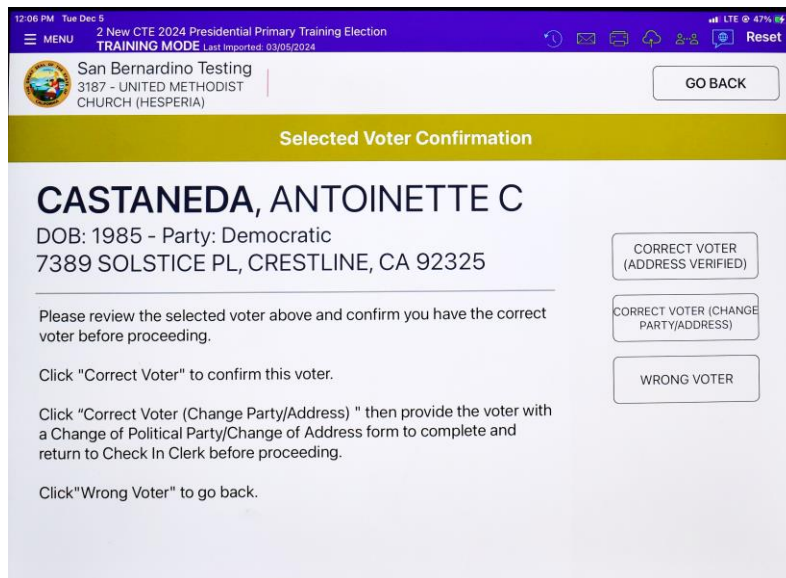 12:06 PM Tue Dec 5
LTE 47%
MENU
2 New CTE 2024 Presidential Primary Training Election
TRAINING MODE Last Imported: 03/05/2024
Reset
San Bernardino Testing
3187 - UNITED METHODIST
CHURCH (HESPERIA)
GO BACK
Selected Voter Confirmation
CASTANEDA, ANTOINETTE C
DOB: 1985 - Party: Democratic
7389 SOLSTICE PL, CRESTLINE, CA 92325
Please review the selected voter above and confirm you have the correct
voter before proceeding.
Click "Correct Voter" to confirm this voter.
Click “Correct Voter (Change Party/Address) " then provide the voter with
a Change of Political Party/Change of Address form to complete and
return to Check In Clerk before proceeding.
Click"Wrong Voter" to go back.
CORRECT VOTER
(ADDRESS VERIFIED)
CORRECT VOTER (CHANGE
PARTY/ADDRESS)
WRONG VOTER